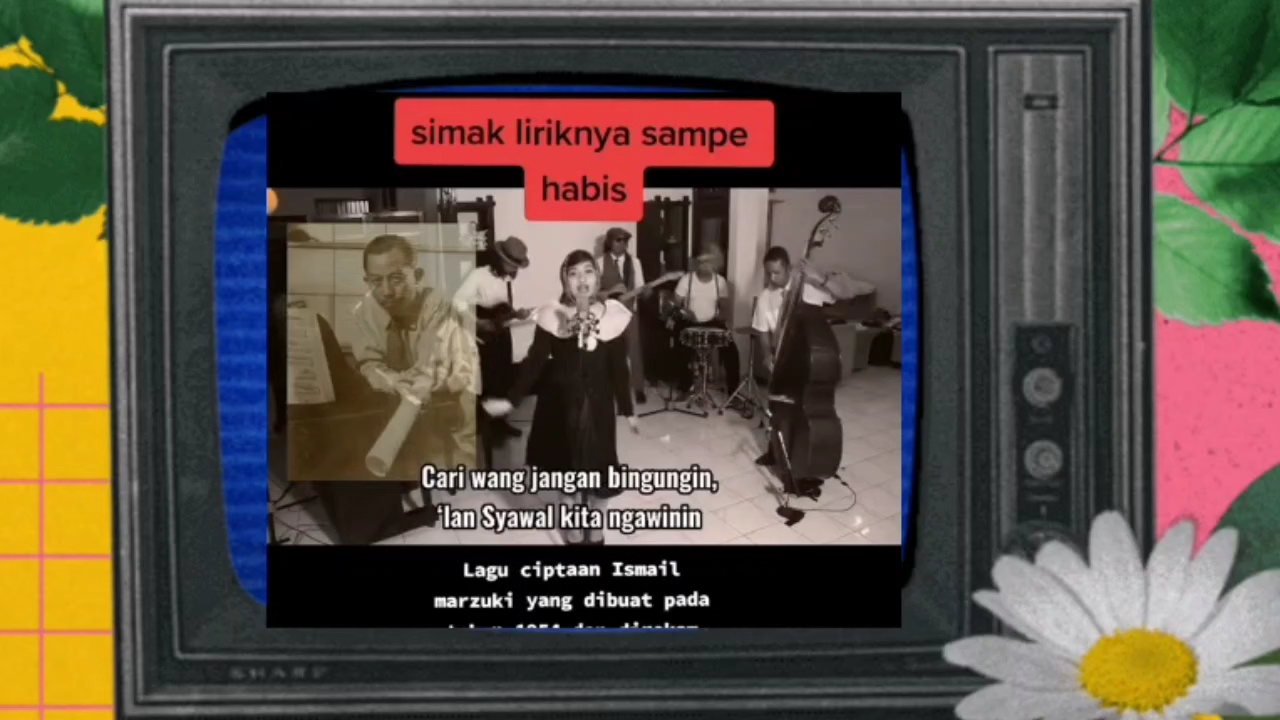 simak liriknya sampe
habis
Cari wang jangan bingungin,
‘lan Syawal kita ngawinin
Lagu ciptaan Ismail
marzuki yang dibuat pada
SHARP